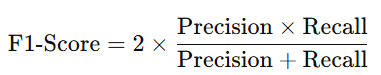 F1-Score = 2 × Precision × Recall / Precision + Recall